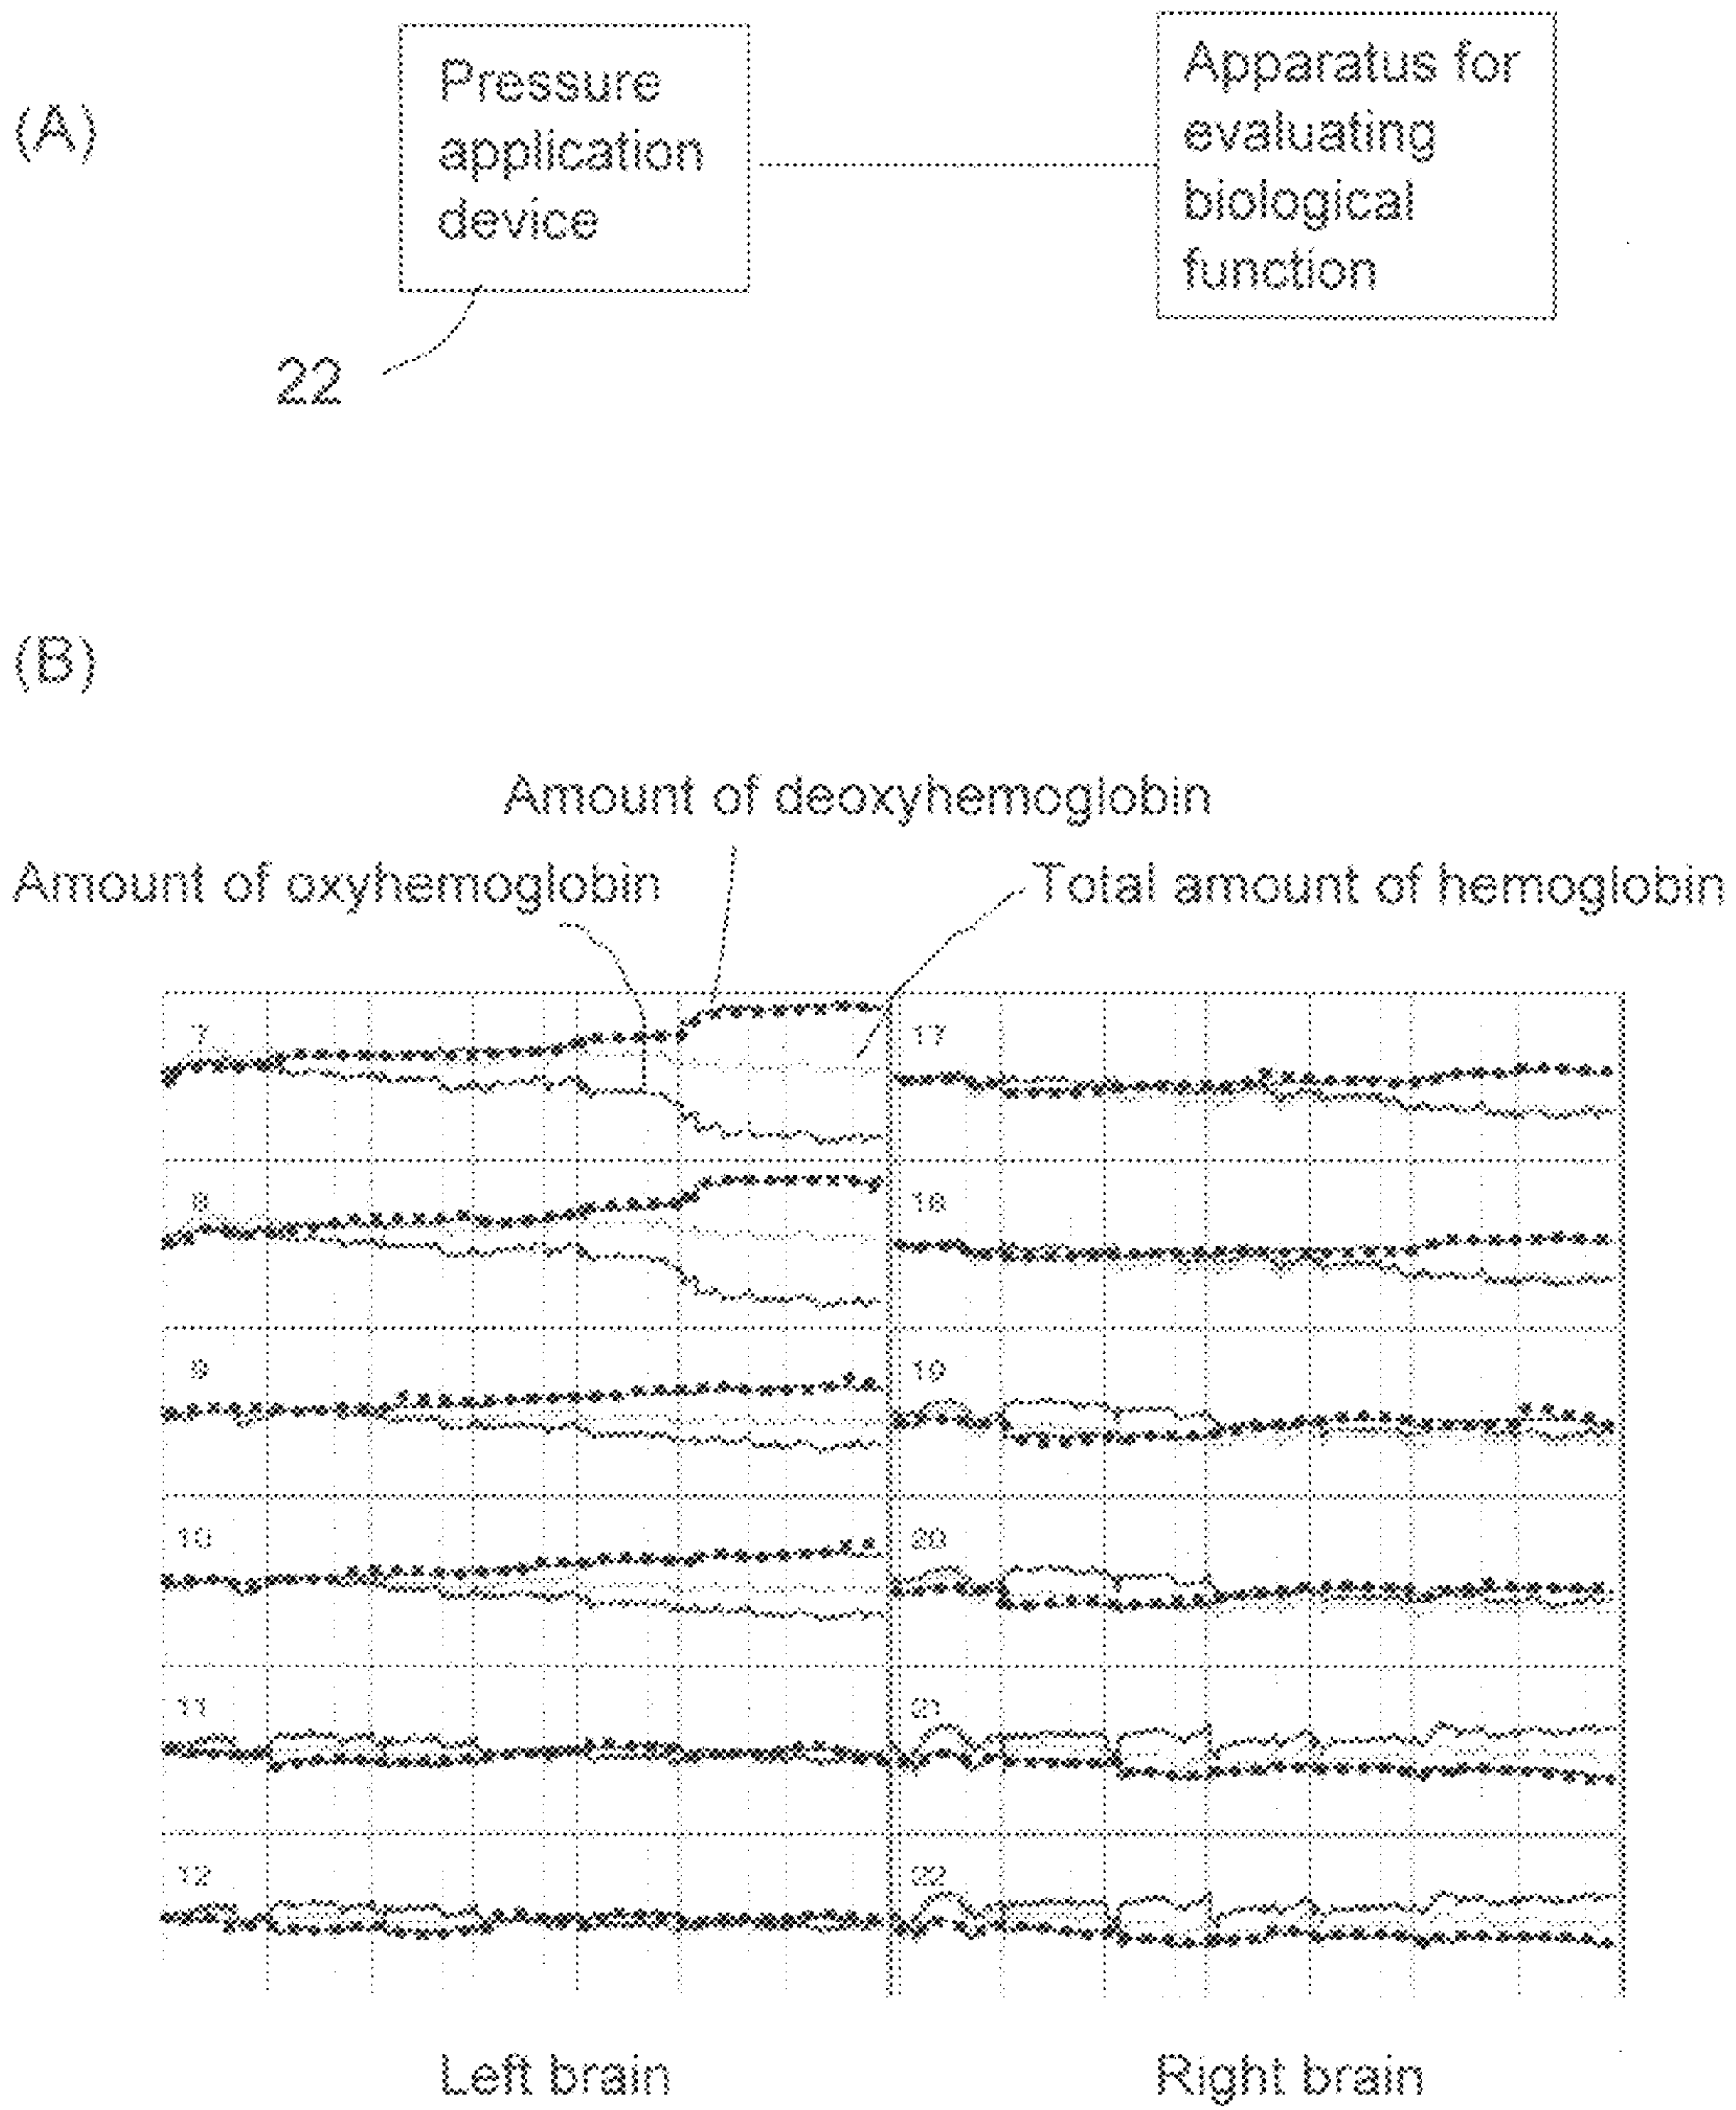 (A)
Pressure
application
device
Apparatus for
evaluating
biological
function
22
(B)
Amount of deoxyhemoglobin
Amount of oxyhemoglobin
Total amount of hemoglobin
7
17
8
18
9
19
10
20
11
21
12
22
Left brain
Right brain